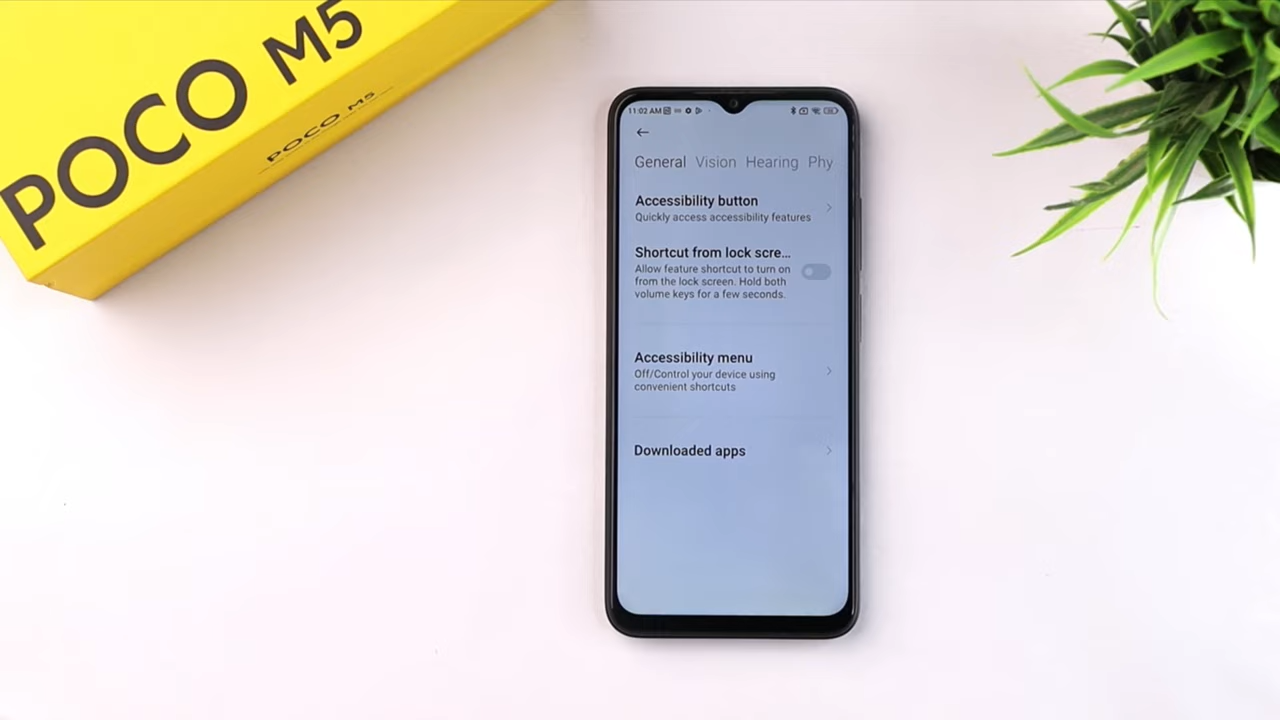 POCO M5
POCO M5
11:02 AM
General Vision Hearing Phy
Accessibility button
Quickly access accessibility features
Shortcut from lock scre...
Allow feature shortcut to turn on
from the lock screen. Hold both
volume keys for a few seconds.
Accessibility menu
Off/Control your device using
convenient shortcuts
Downloaded apps